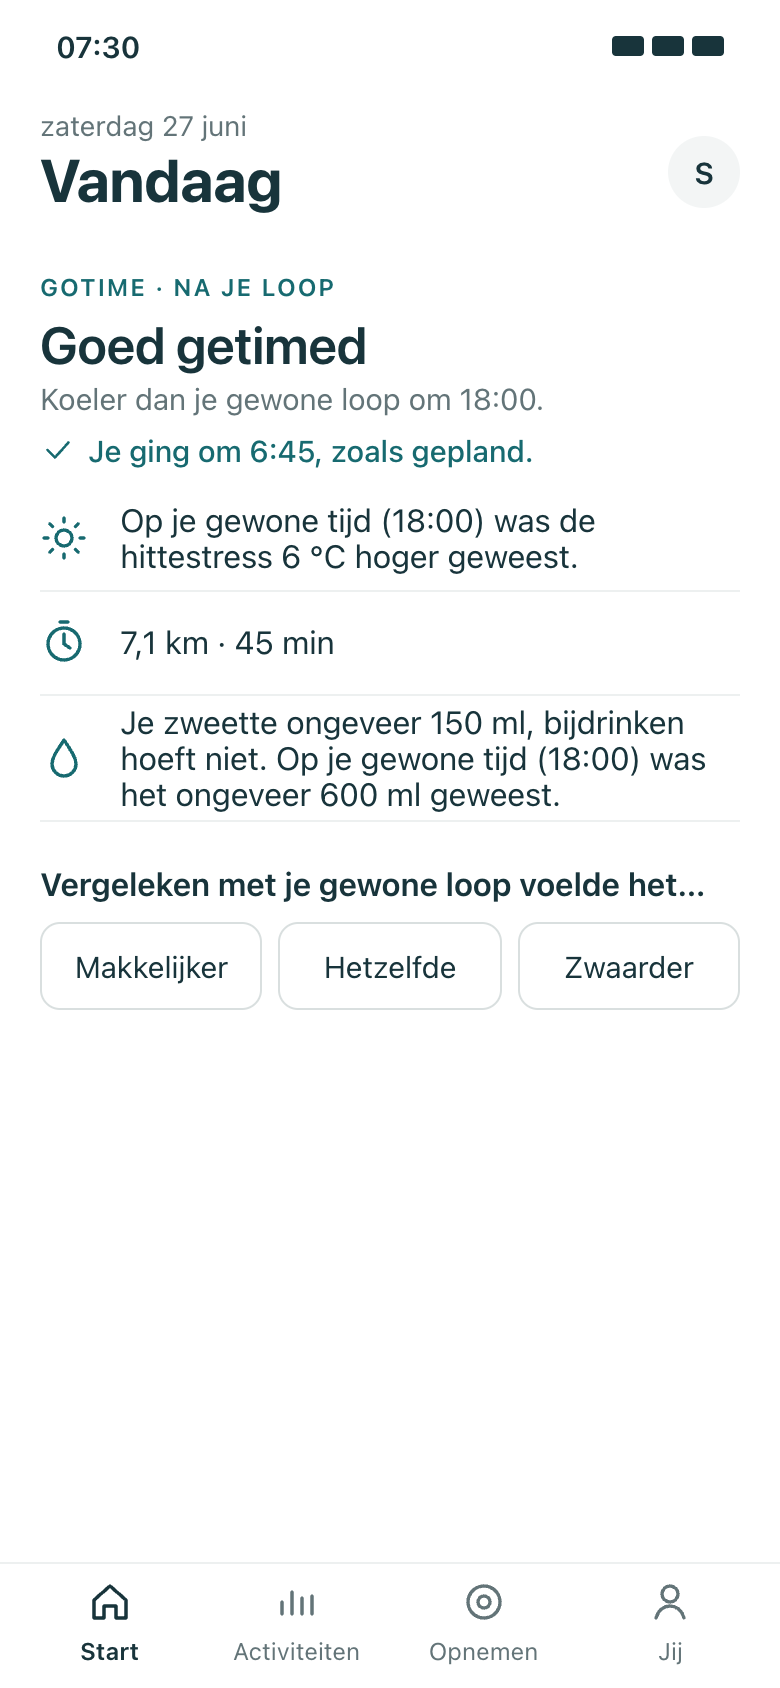 07:30
zaterdag 27 juni
Vandaag
S
GOTIME · NA JE LOOP
Goed getimed
Koeler dan je gewone loop om 18:00.
Je ging om 6:45, zoals gepland.
Op je gewone tijd (18:00) was de
hittestress 6 °C hoger geweest.
7,1 km · 45 min
Je zweette ongeveer 150 ml, bijdrinken
hoeft niet. Op je gewone tijd (18:00) was
het ongeveer 600 ml geweest.
Vergeleken met je gewone loop voelde het...
Makkelijker
Hetzelfde
Zwaarder
Start
Activiteiten
Opnemen
Jij